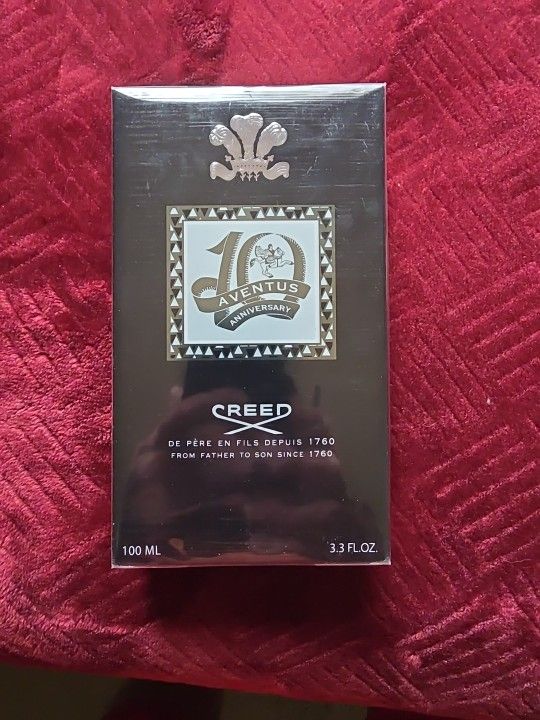 10
AVENTUS
ANNIVERSARY
CREED
DE PÈRE EN FILS DEPUIS 1760
FROM FATHER TO SON SINCE 1760
100 ML 3.3 FL.OZ.